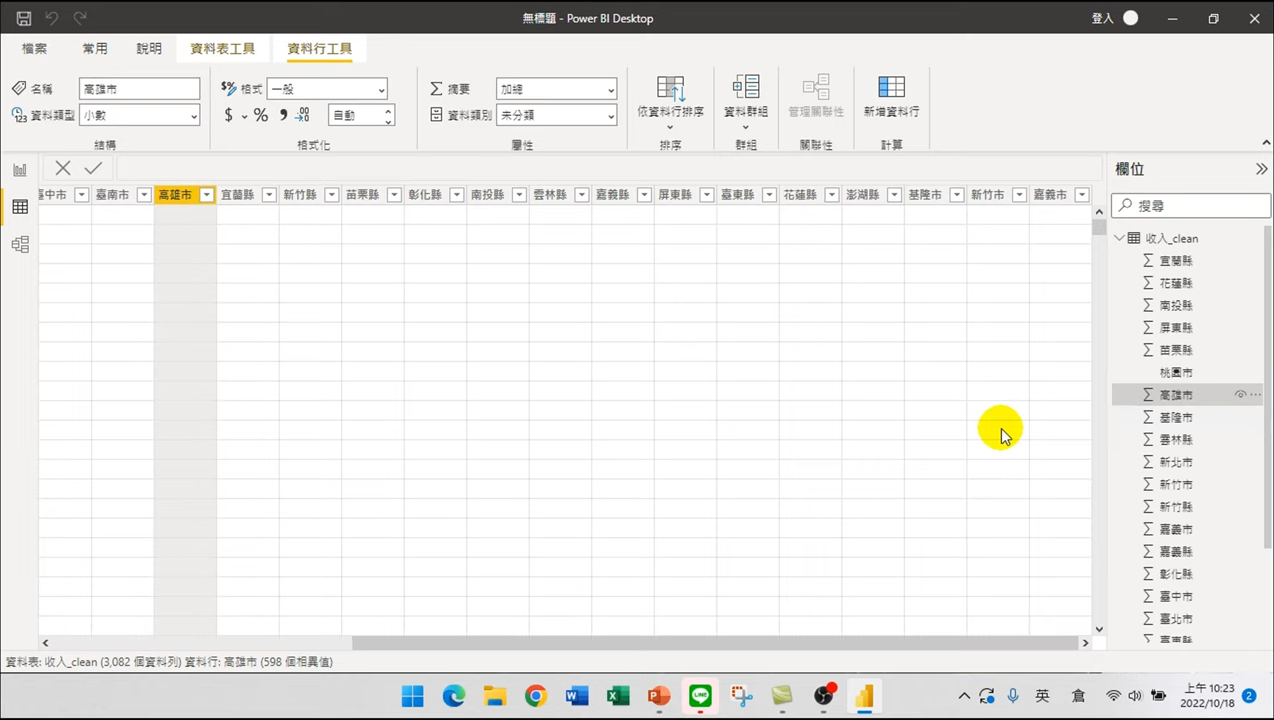 無標題 - Power BI Desktop
登入
檔案 常用 說明 資料表工具 資料行工具
名稱 高雄市
資料類型 小數
結構
格式 一般
$ % 9 .00 自動
格式化
摘要 加總
資料類別 未分類
屬性
依資料行排序
排序
資料群組
群組
管理關聯性
關聯性
新增資料行
計算
臺中市 臺南市 高雄市 宜蘭縣 新竹縣 苗栗縣 彰化縣 南投縣 雲林縣 嘉義縣 屏東縣 臺東縣 花蓮縣 澎湖縣 基隆市 新竹市 嘉義市
欄位
搜尋
收入_clean
宜蘭縣
花蓮縣
南投縣
屏東縣
苗栗縣
桃園市
高雄市
基隆市
雲林縣
新北市
新竹市
新竹縣
嘉義市
嘉義縣
彰化縣
臺中市
臺北市
臺東縣
資料表: 收入_clean (3,082 個資料列) 資料行: 高雄市 (598 個相異值)
英 倉 上午 10:23
2022/10/18 2